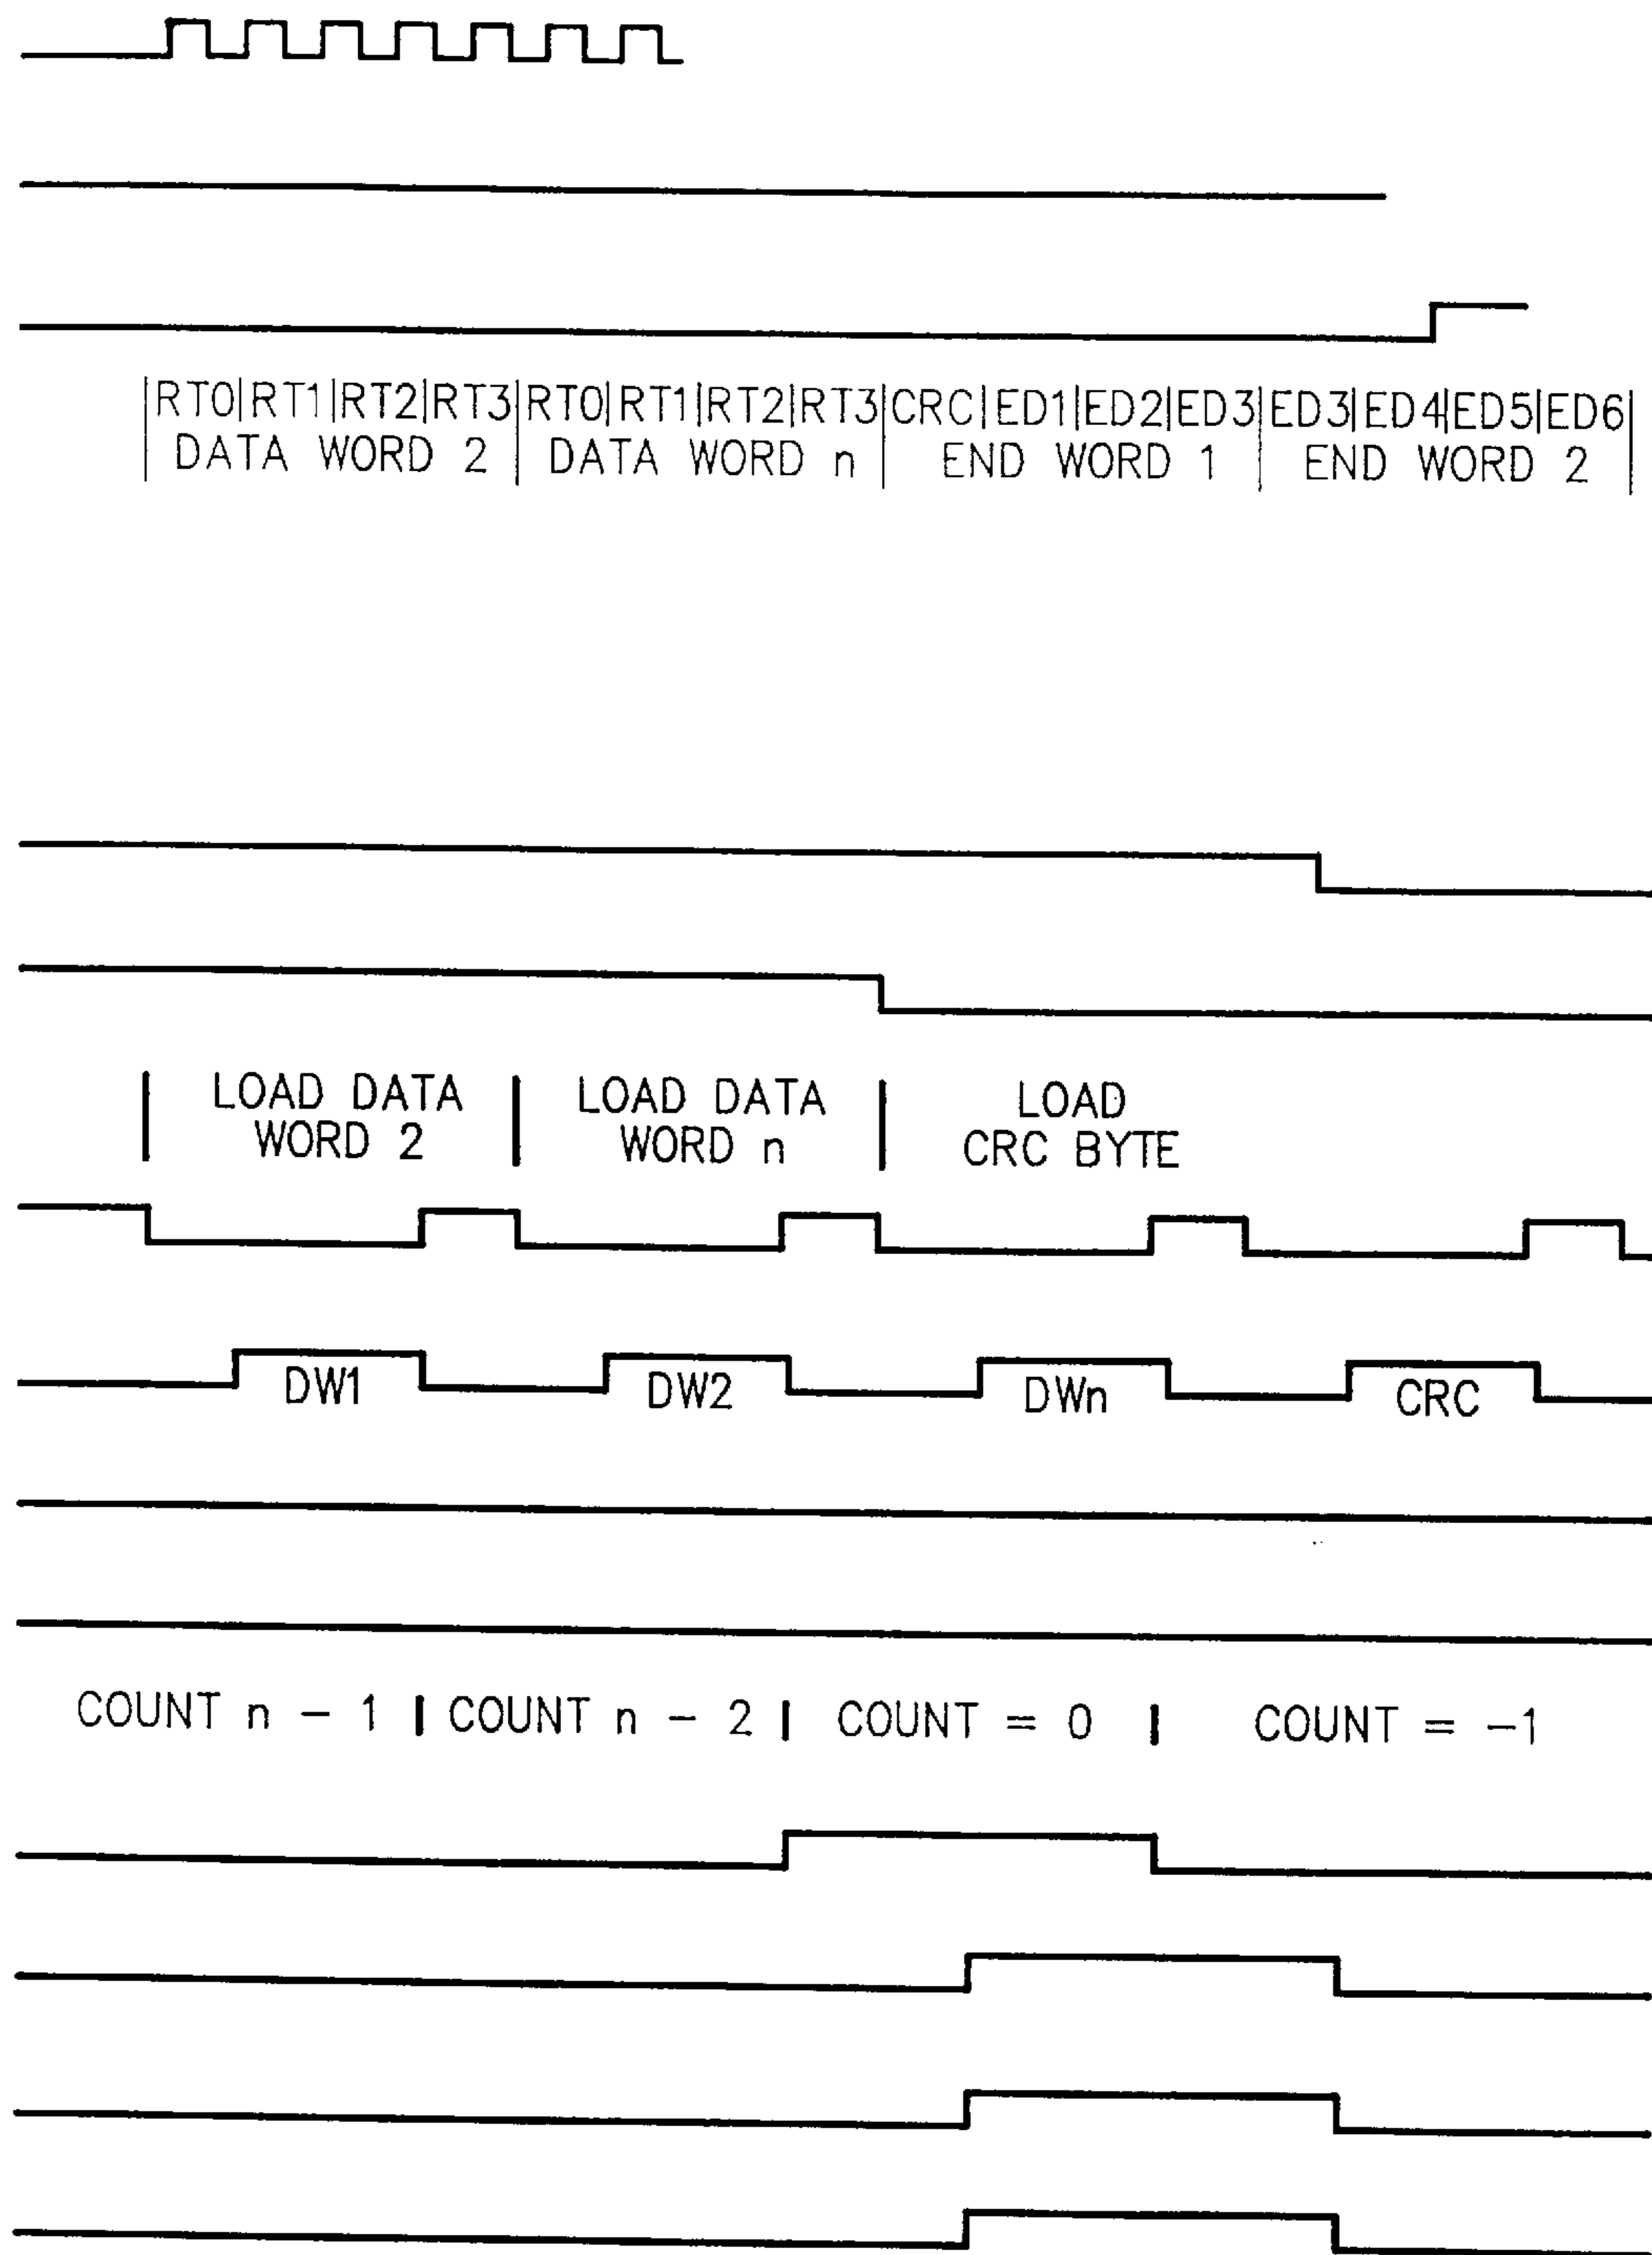 |RT0|RT1|RT2|RT3|RT0|RT1|RT2|RT3|CRC|ED1|ED2|ED3|ED3|ED4|ED5|ED6|
| DATA WORD 2 | DATA WORD n | END WORD 1 | END WORD 2 |
| LOAD DATA | LOAD DATA | LOAD
WORD 2 WORD n CRC BYTE
DW1 DW2 DWn CRC
COUNT n - 1 | COUNT n - 2 | COUNT = 0 | COUNT = -1